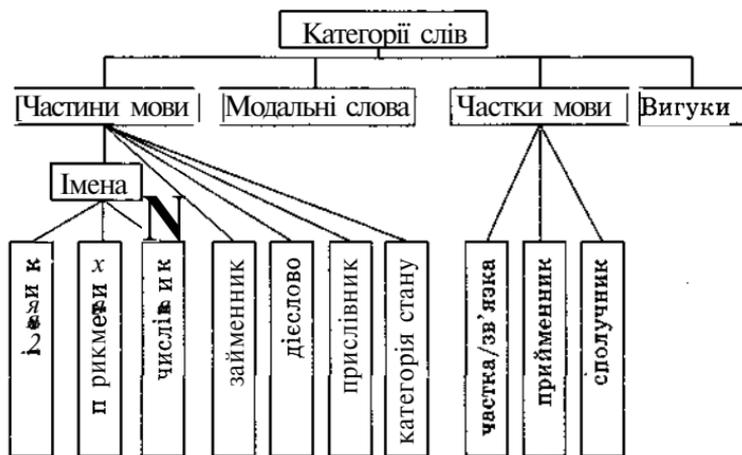 Категорії слів
Частини мови
Модальні слова
Частки мови
Вигуки
Імена
N
числівник
займенник
дієслово
прислівник
категорія стану
частка/зв'язка
прийменник
сполучник